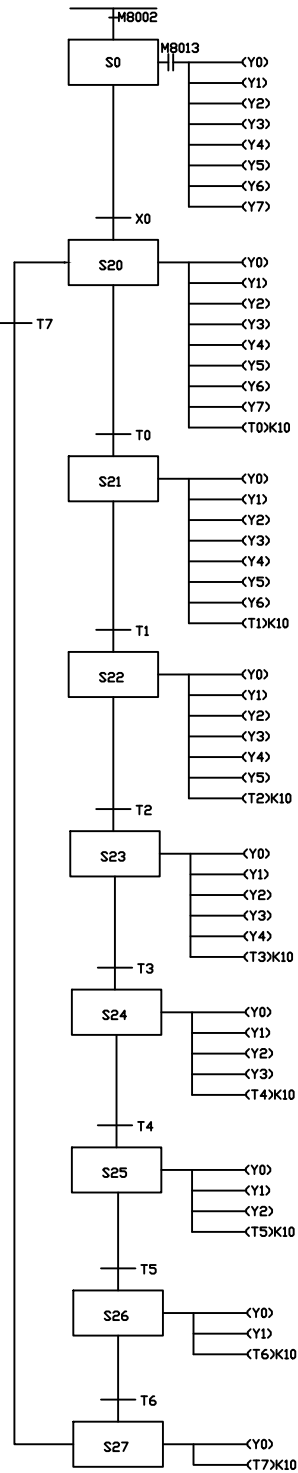 M8002
S0
M8013
(Y0)
(Y1)
(Y2)
(Y3)
(Y4)
(Y5)
(Y6)
(Y7)
X0
S20
(Y0)
(Y1)
(Y2)
(Y3)
(Y4)
(Y5)
(Y6)
(Y7)
(T0)K10
T7
T0
S21
(Y0)
(Y1)
(Y2)
(Y3)
(Y4)
(Y5)
(Y6)
(T1)K10
T1
S22
(Y0)
(Y1)
(Y2)
(Y3)
(Y4)
(Y5)
(T2)K10
T2
S23
(Y0)
(Y1)
(Y2)
(Y3)
(Y4)
(T3)K10
T3
S24
(Y0)
(Y1)
(Y2)
(Y3)
(T4)K10
T4
S25
(Y0)
(Y1)
(Y2)
(T5)K10
T5
S26
(Y0)
(Y1)
(T6)K10
T6
S27
(Y0)
(T7)K10